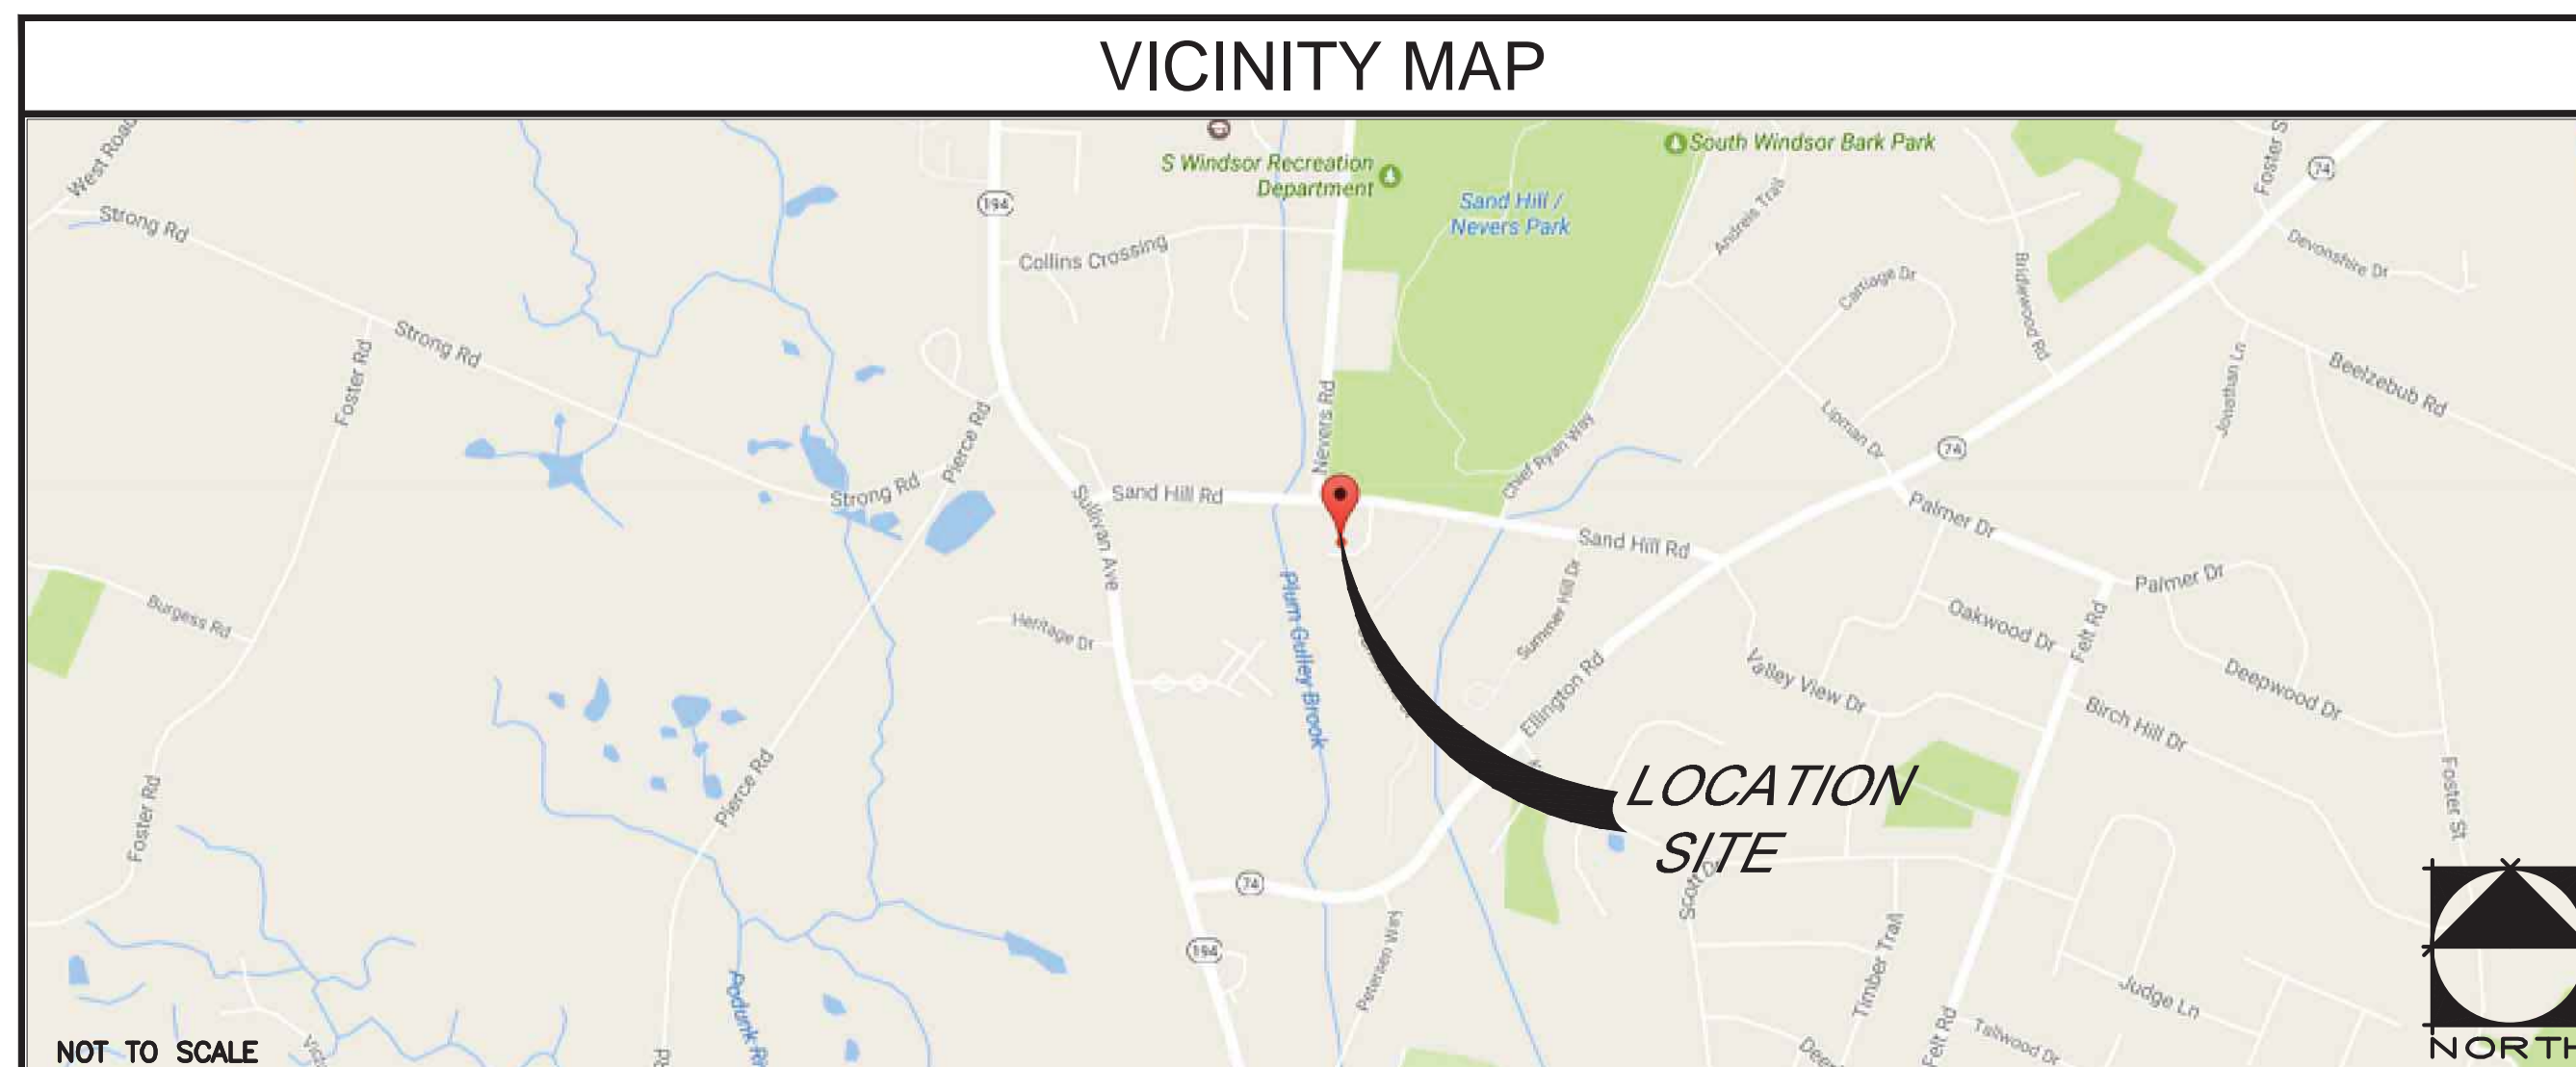 VICINITY MAP
West Road
Strong Rd
194
S Windsor Recreation
Department
Sand Hill /
Nevers Park
South Windsor Bark Park
Foster S
74
Andreis Trail
Collins Crossing
Devonshire Dr
Carriage Dr
Bridlewood Rd
Strong Rd
Foster Rd
Pierce Rd
Nevers Rd
Chief Ryan Way
Lipman Dr
74
Jonathan Ln
Beelzebub Rd
Strong Rd
Sullivan Ave
Sand Hill Rd
Sand Hill Rd
Palmer Dr
Palmer Dr
Burgess Rd
Heritage Dr
Plum Gulley Brook
Summer Hill Dr
Oakwood Dr
Felt Rd
Ellington Rd
Valley View Dr
Deepwood Dr
Birch Hill Dr
Foster Rd
Pierce Rd
LOCATION
SITE
Foster St
74
Scott Dr
194
Petersen Way
Timber Trail
Judge Ln
Podunk Ri
Felt Rd
Tallwood Dr
Deep
NOT TO SCALE
NORTH